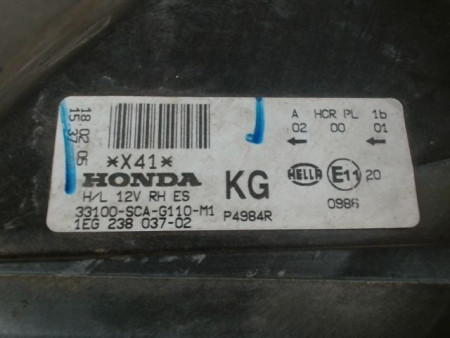 18 02 05
15 37
*X41*
HONDA
H/L 12V RH ES
33100-SCA-G110-M1
1EG 238 037-02
KG
P4984R
A HCR PL 1b
02 00 01
HELLA E11 20
0986